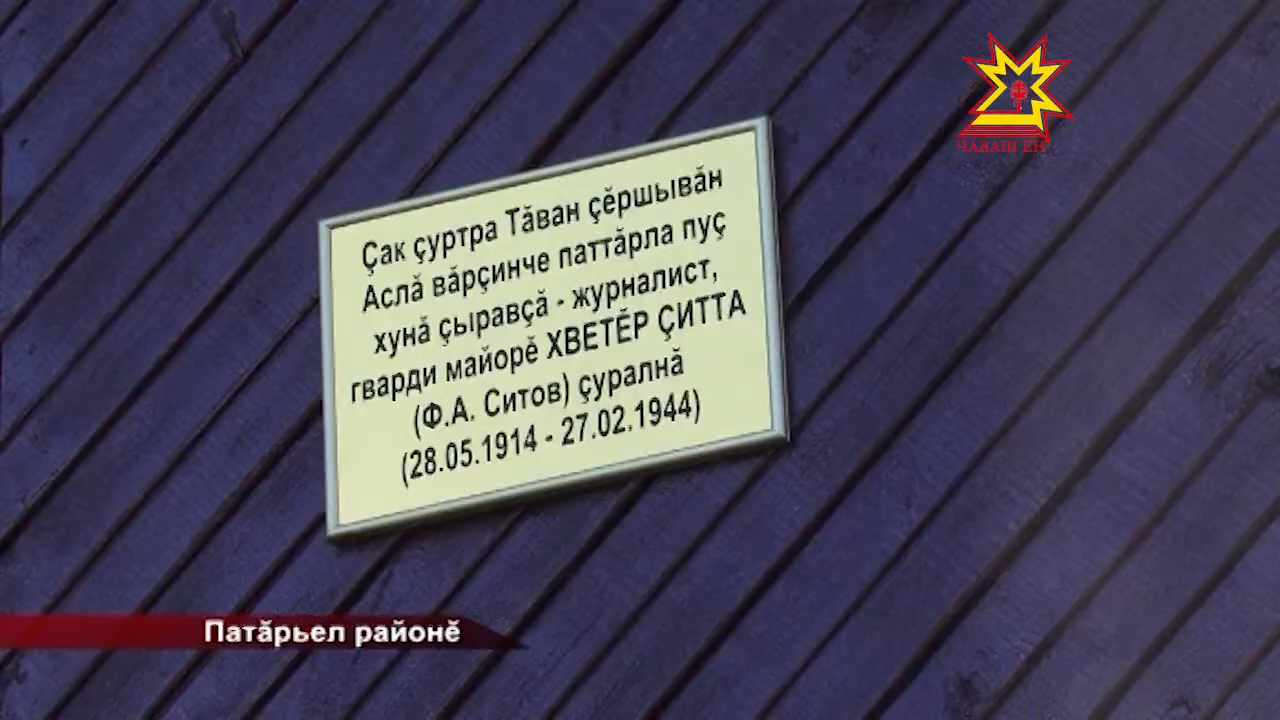 ЧӐВАШ ЕН
Ҫак ҫуртра Тӑван ҫӗршывӑн
Аслӑ вӑрҫинче паттӑрла пуҫ
хунӑ ҫыравҫӑ - журналист,
гварди майорӗ ХВЕТӖР ҪИТТА
(Ф.А. Ситов) ҫуралнӑ
(28.05.1914 - 27.02.1944)
Патӑрьел районӗ